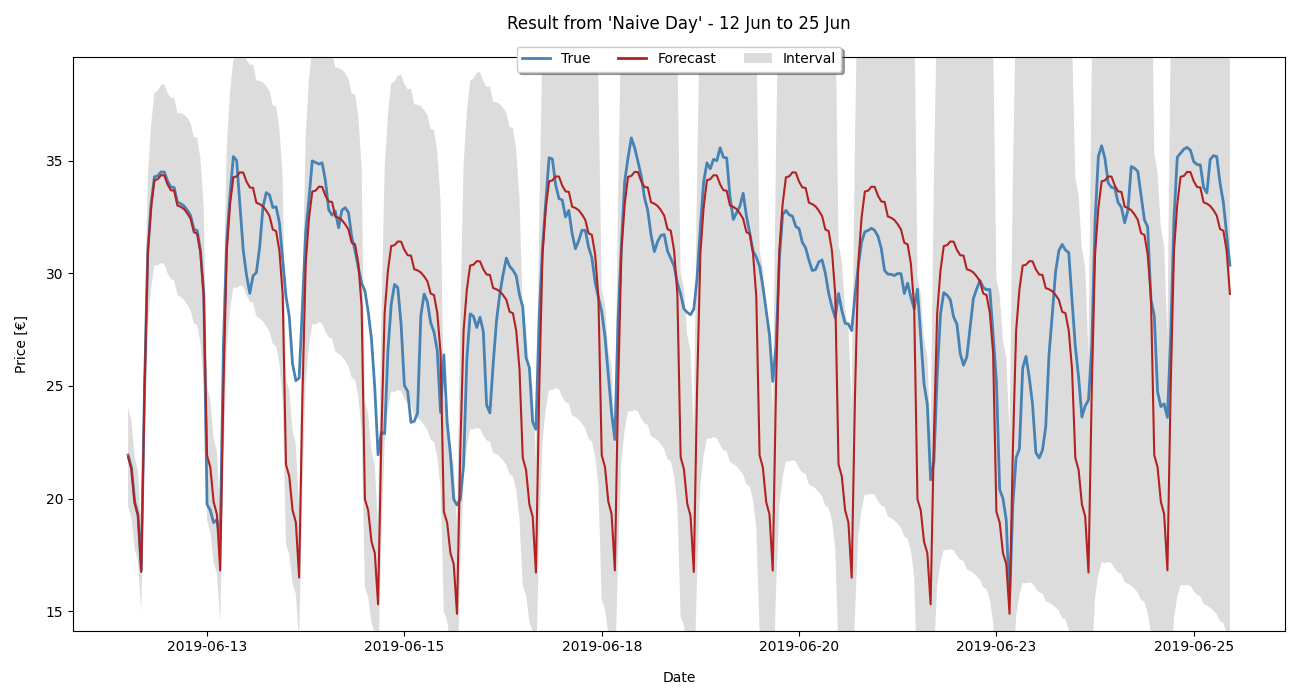 Result from 'Naive Day' - 12 Jun to 25 Jun
True Forecast Interval
35
30
25
20
15
Price [€]
2019-06-13 2019-06-15 2019-06-18 2019-06-20 2019-06-23 2019-06-25
Date